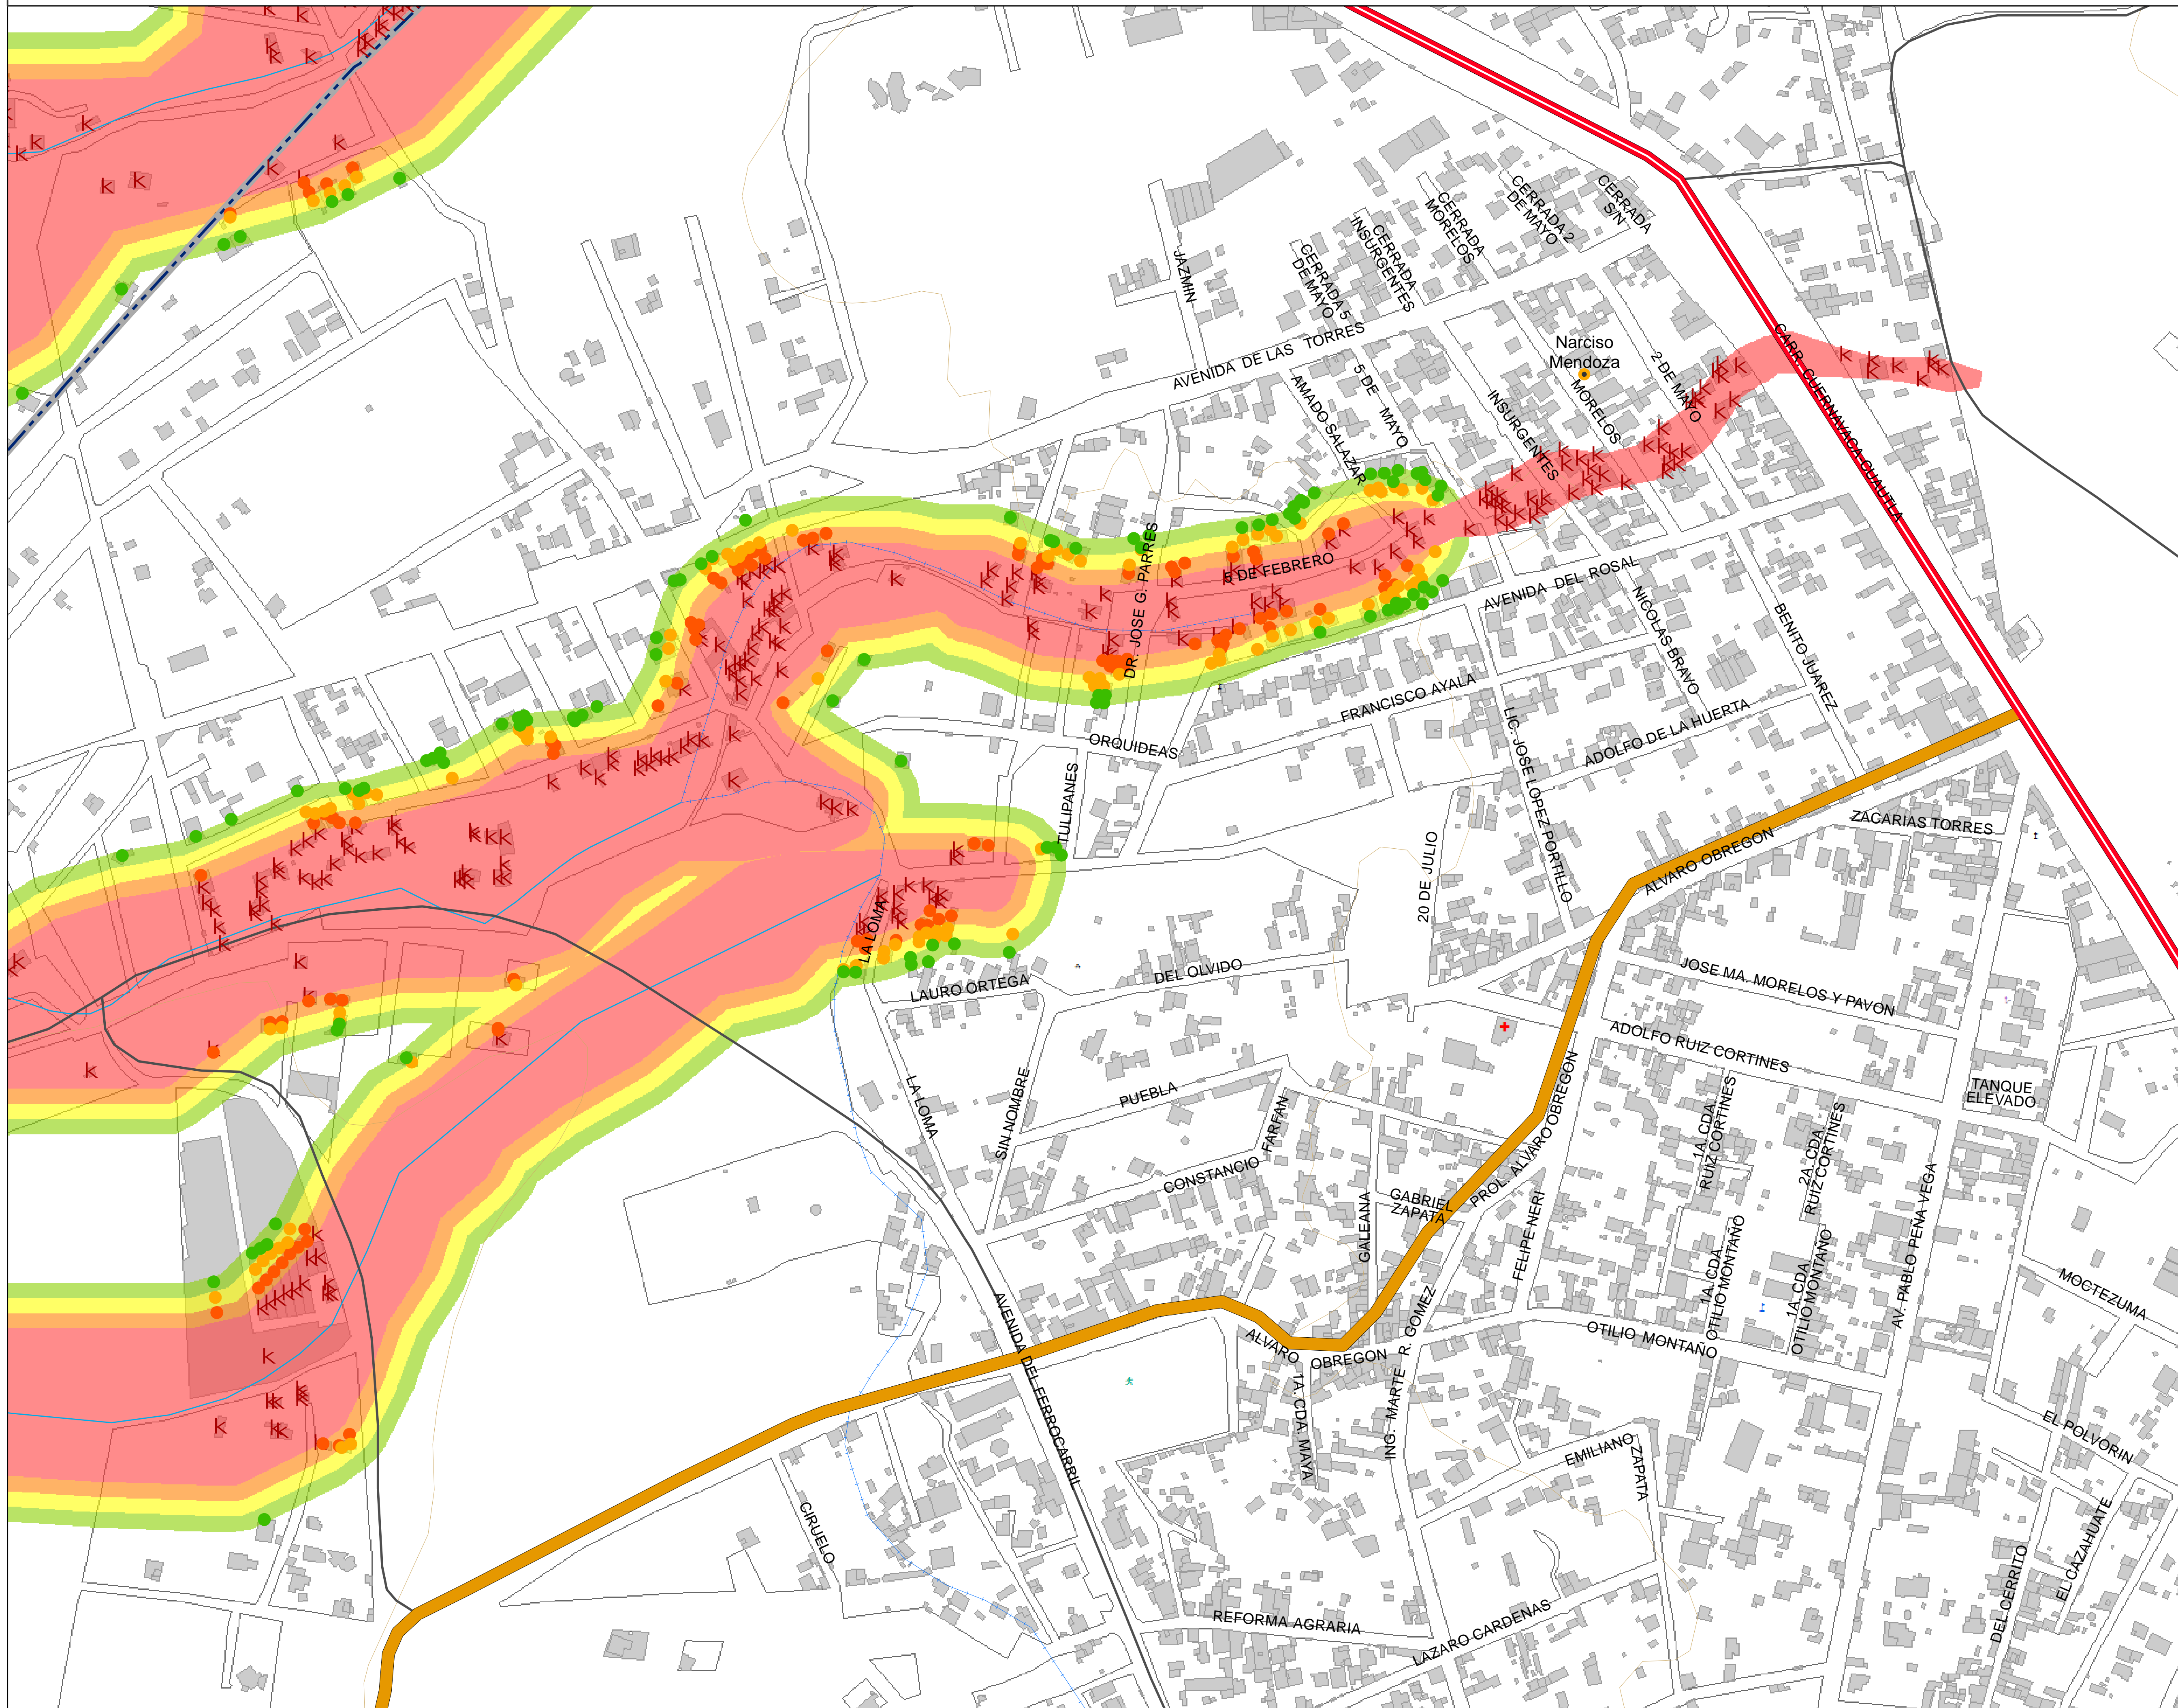 CERRADA 2
DE MAYO
CERRADA
S/N
CERRADA
MORELOS
CERRADA
INSURGENTES
CERRADA 5
DE MAYO
JAZMIN
AVENIDA DE LAS TORRES
Narciso
Mendoza
2 DE MAYO
MORELOS
INSURGENTES
5 DE MAYO
AMADO SALAZAR
CARR. CUERNAVACA CUAUTLA
DR. JOSE G. PARRES
5 DE FEBRERO
AVENIDA DEL ROSAL
NICOLAS BRAVO
BENITO JUAREZ
FRANCISCO AYALA
ORQUIDEAS
ADOLFO DE LA HUERTA
LIC. JOSE LOPEZ PORTILLO
TULIPANES
20 DE JULIO
ZACARIAS TORRES
ALVARO OBREGON
LA LOMA
LAURO ORTEGA
DEL OLVIDO
JOSE MA. MORELOS Y PAVON
ADOLFO RUIZ CORTINES
LA LOMA
SIN NOMBRE
PUEBLA
FARFAN
CONSTANCIO
PROL. ALVARO OBREGON
GABRIEL
ZAPATA
GALEANA
FELIPE NERI
1A. CDA.
RUIZ CORTINES
2A. CDA.
RUIZ CORTINES
TANQUE
ELEVADO
AV. PABLO PEÑA VEGA
1A. CDA.
OTILIO MONTAÑO
1A. CDA.
OTILIO MONTAÑO
MOCTEZUMA
OTILIO MONTAÑO
AVENIDA DEL FERROCARRIL
ALVARO OBREGON
ING. MARTE R. GOMEZ
1A. CDA. MAYA
EMILIANO ZAPATA
EL POLVORIN
CIRUELO
EL CAZAHUATE
DEL CERRITO
REFORMA AGRARIA
LAZARO CARDENAS